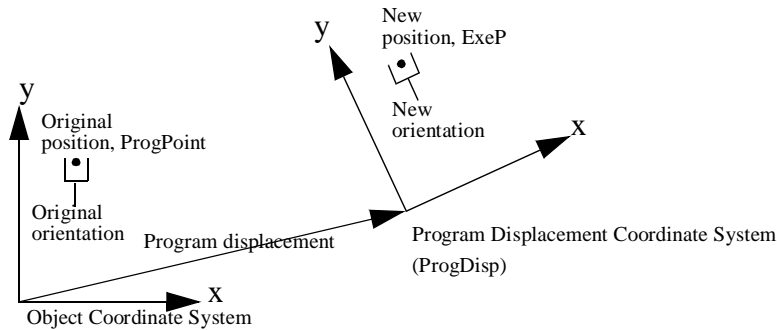 New
position, ExeP
y
New
orientation
x
y
Original
position, ProgPoint
Original
orientation
Program displacement
Program Displacement Coordinate System
(ProgDisp)
x
Object Coordinate System